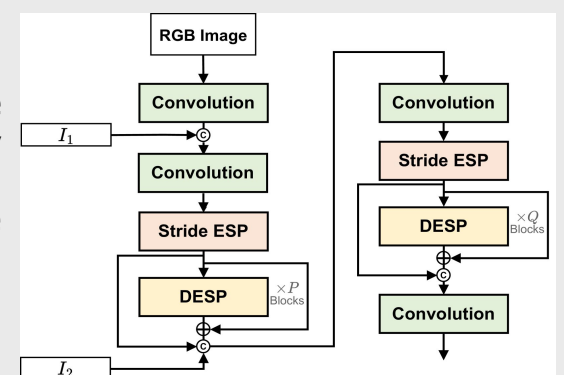 RGB Image
Convolution
I₁
C
Convolution
Stride ESP
DESP
×P
Blocks
C
I₂
Convolution
Stride ESP
DESP
×Q
Blocks
C
Convolution